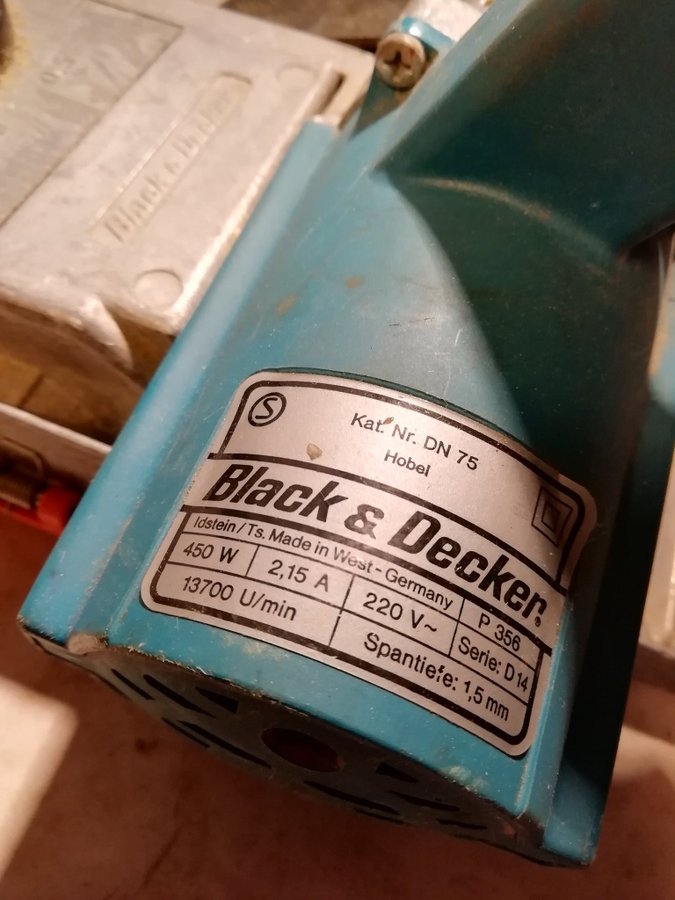 Black & Decker
S
Kat. Nr. DN 75
Hobel
Black & Decker®
Idstein/Ts. Made in West-Germany
P 356
450 W
2,15 A
220 V~
Serie: D14
13700 U/min
Spantiefe: 1,5 mm